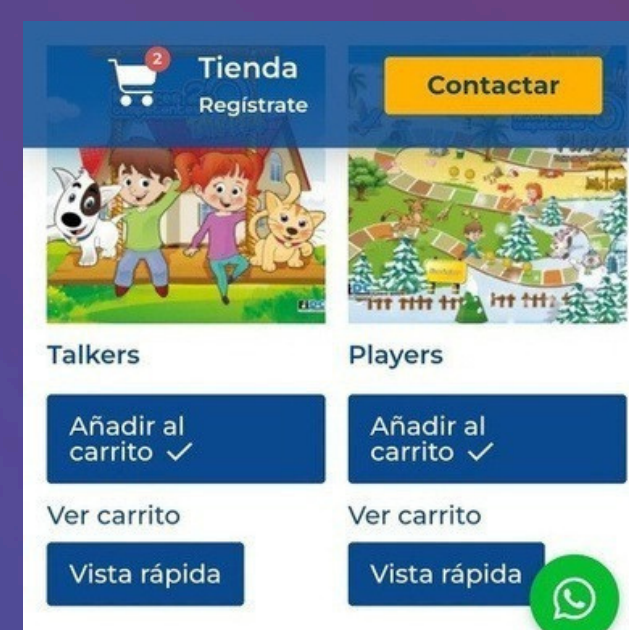 2
Tienda
Regístrate
Contactar
Talkers
Players
Añadir al
carrito ✓
Añadir al
carrito ✓
Ver carrito
Ver carrito
Vista rápida
Vista rápida